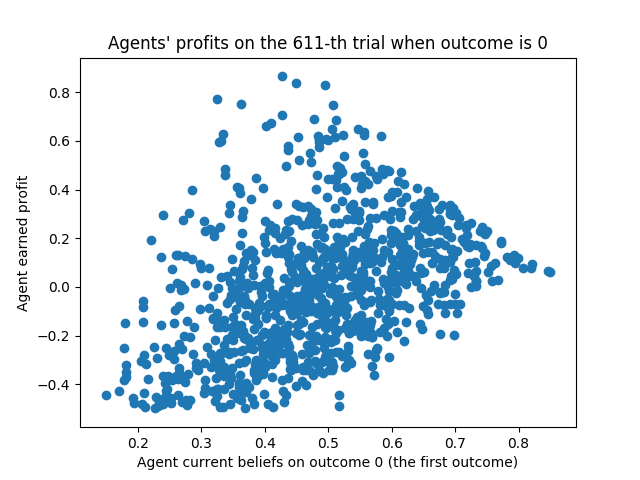 Agents' profits on the 611-th trial when outcome is 0
Agent earned profit
0.8
0.6
0.4
0.2
0.0
−0.2
−0.4
0.2 0.3 0.4 0.5 0.6 0.7 0.8
Agent current beliefs on outcome 0 (the first outcome)